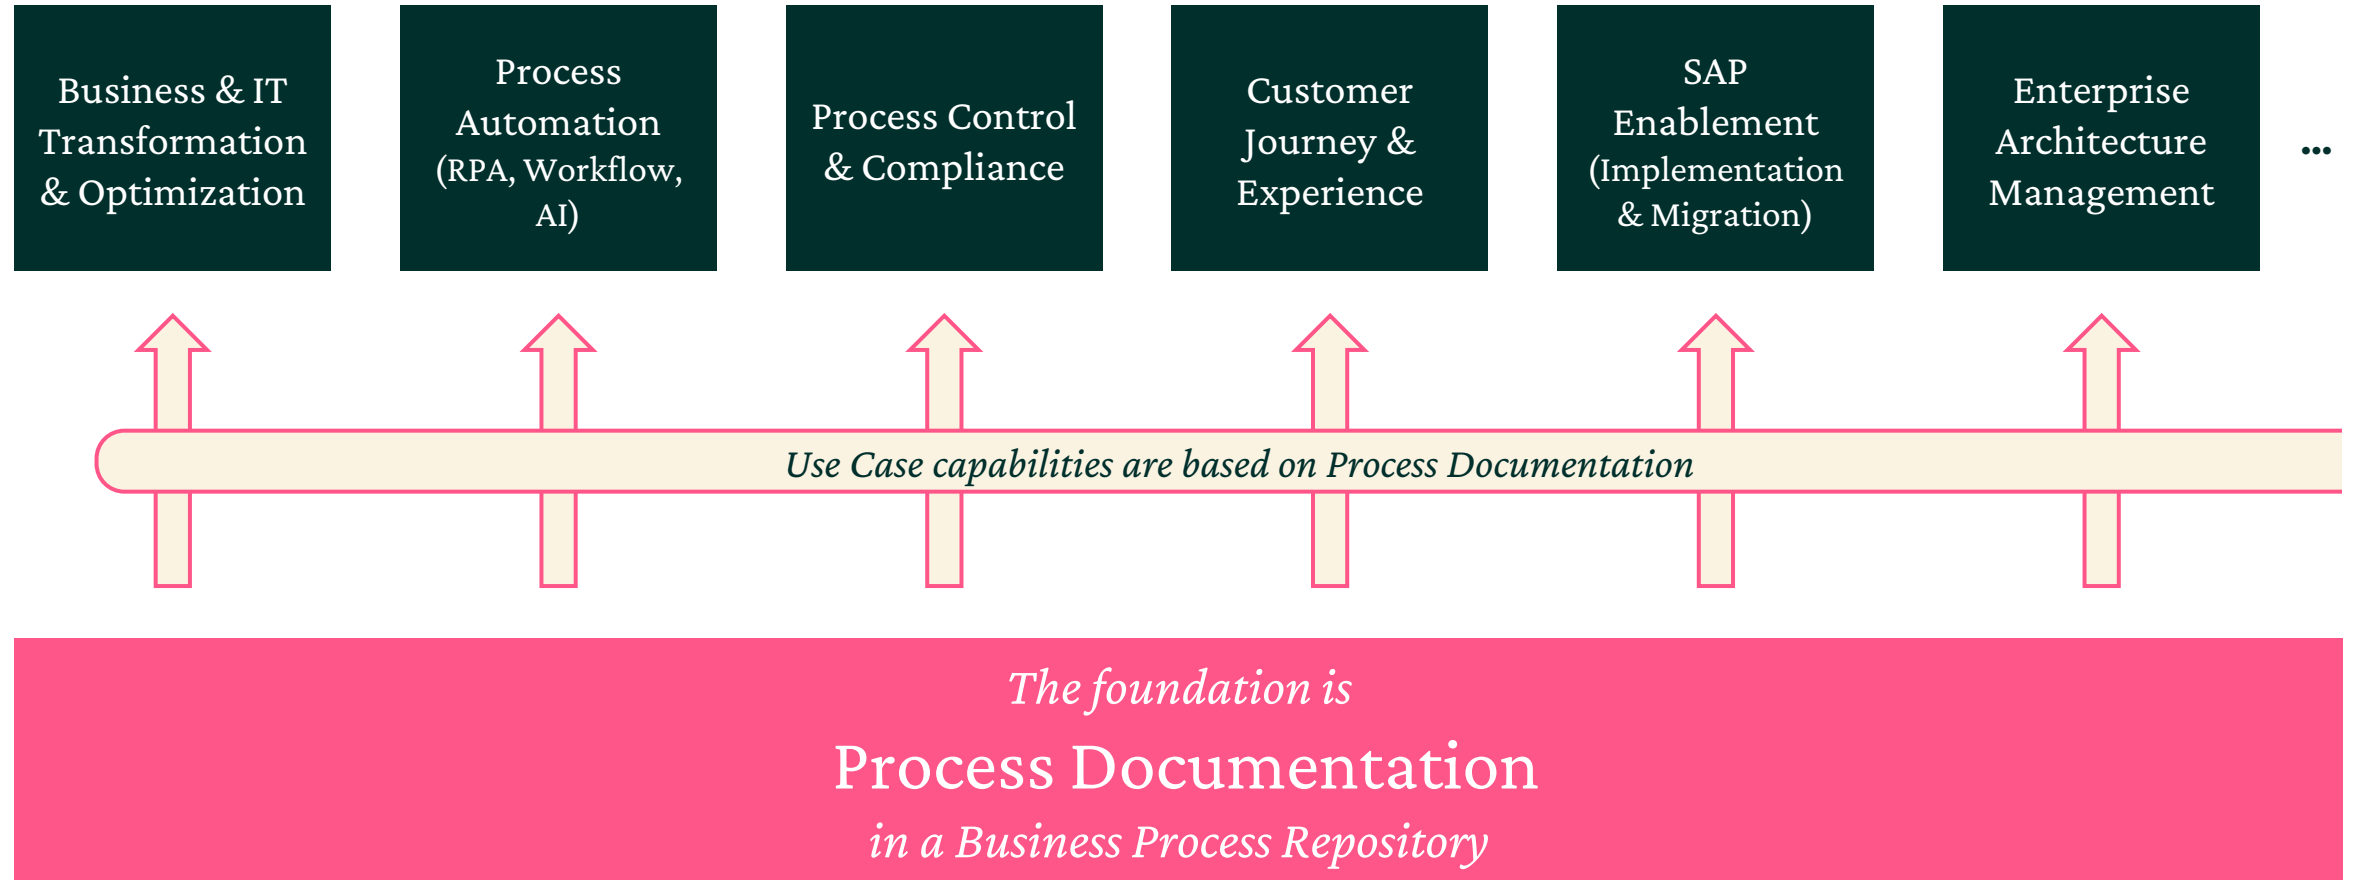 Business & IT
Transformation
& Optimization
Process
Automation
(RPA, Workflow,
AI)
Process Control
& Compliance
Customer
Journey &
Experience
SAP
Enablement
(Implementation
& Migration)
Enterprise
Architecture
Management
...
Use Case capabilities are based on Process Documentation
The foundation is
Process Documentation
in a Business Process Repository